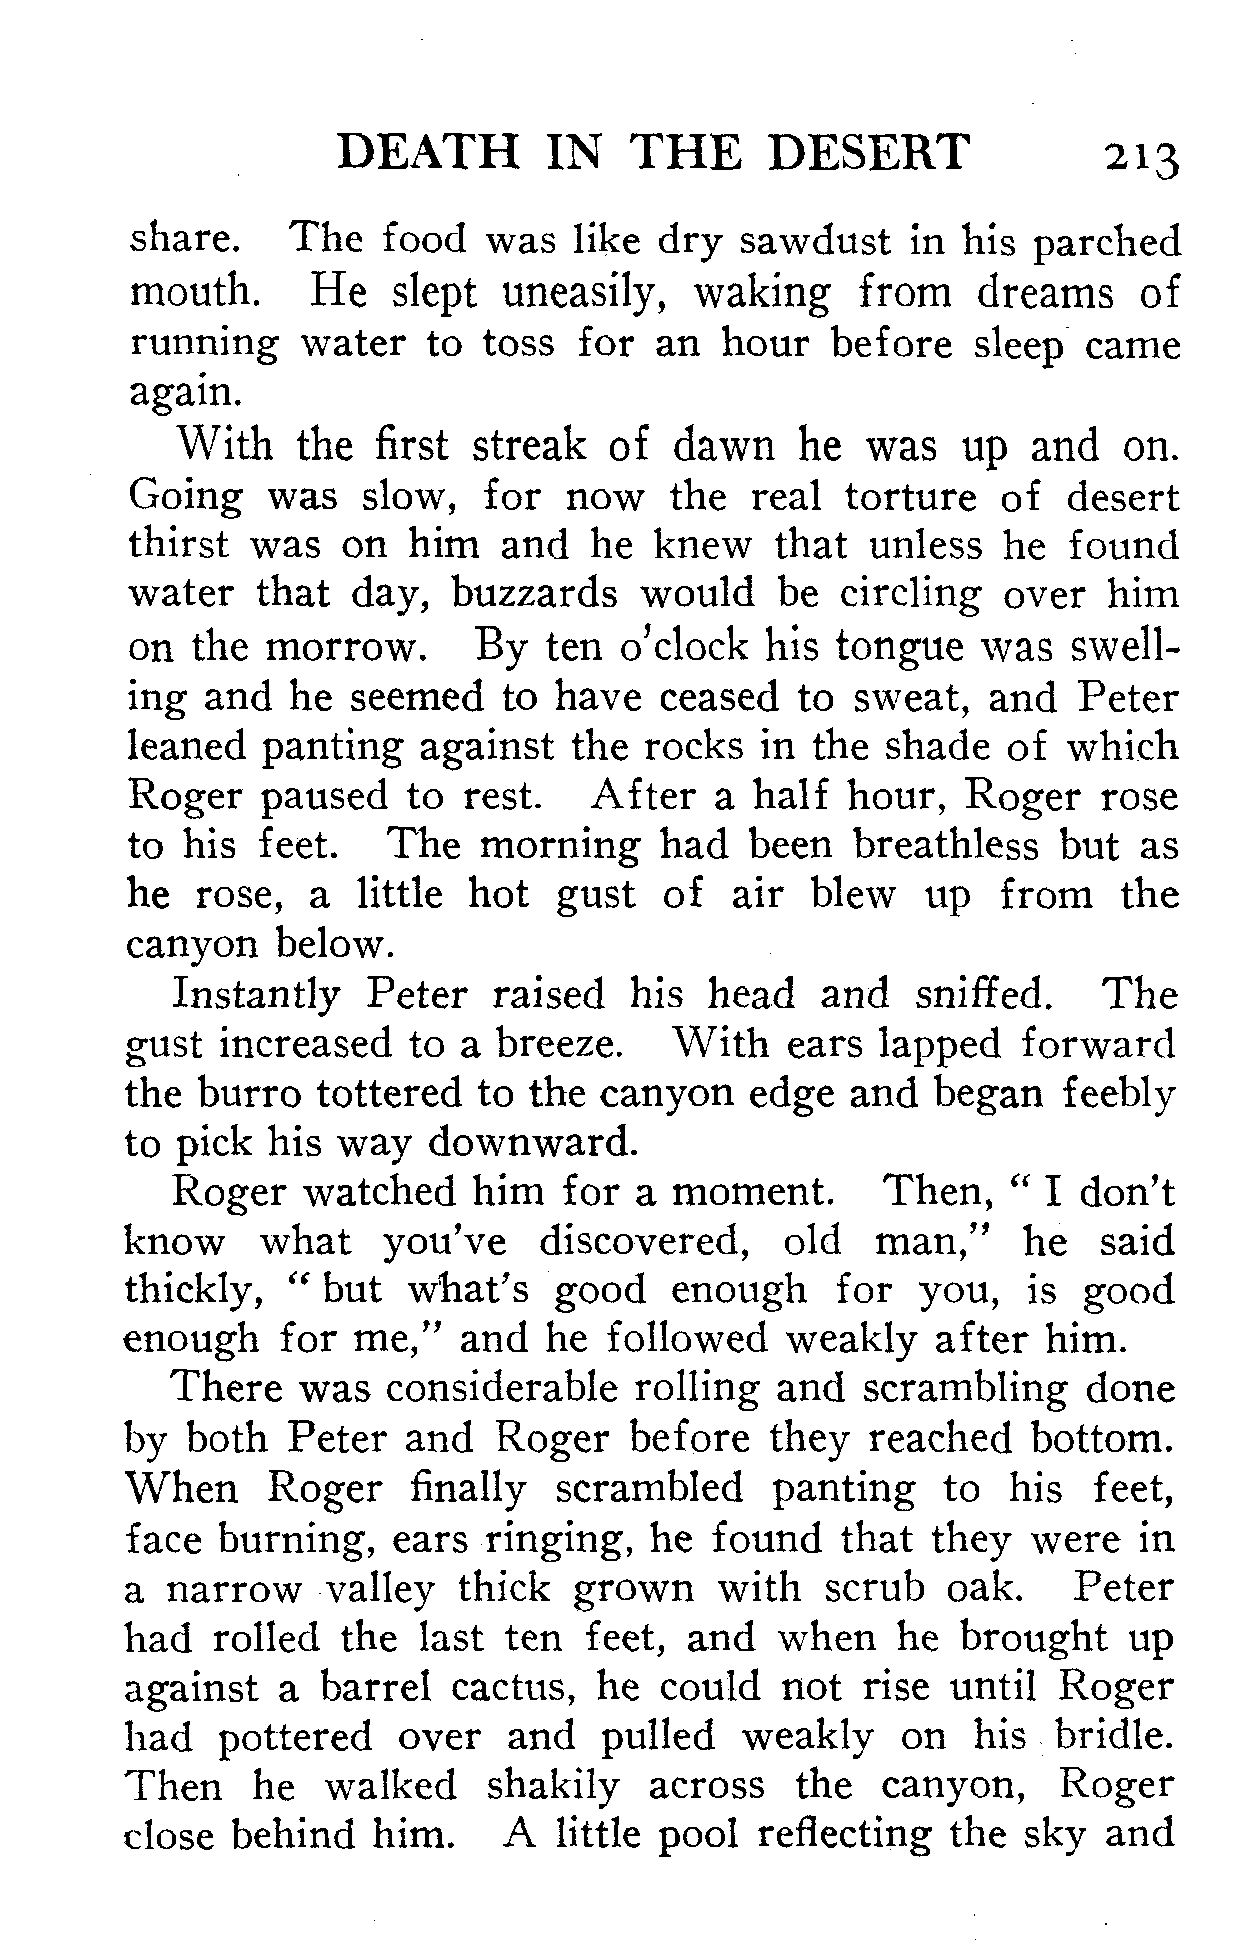 DEATH IN THE DESERT 213
share. The food was like dry sawdust in his parched
mouth. He slept uneasily, waking from dreams of
running water to toss for an hour before sleep came
again.
With the first streak of dawn he was up and on.
Going was slow, for now the real torture of desert
thirst was on him and he knew that unless he found
water that day, buzzards would be circling over him
on the morrow. By ten o'clock his tongue was swell-
ing and he seemed to have ceased to sweat, and Peter
leaned panting against the rocks in the shade of which
Roger paused to rest. After a half hour, Roger rose
to his feet. The morning had been breathless but as
he rose, a little hot gust of air blew up from the
canyon below.
Instantly Peter raised his head and sniffed. The
gust increased to a breeze. With ears lapped forward
the burro tottered to the canyon edge and began feebly
to pick his way downward.
Roger watched him for a moment. Then, " I don't
know what you've discovered, old man," he said
thickly, " but what's good enough for you, is good
enough for me," and he followed weakly after him.
There was considerable rolling and scrambling done
by both Peter and Roger before they reached bottom.
When Roger finally scrambled panting to his feet,
face burning, ears ringing, he found that they were in
a narrow valley thick grown with scrub oak. Peter
had rolled the last ten feet, and when he brought up
against a barrel cactus, he could not rise until Roger
had pottered over and pulled weakly on his bridle.
Then he walked shakily across the canyon, Roger
close behind him. A little pool reflecting the sky and